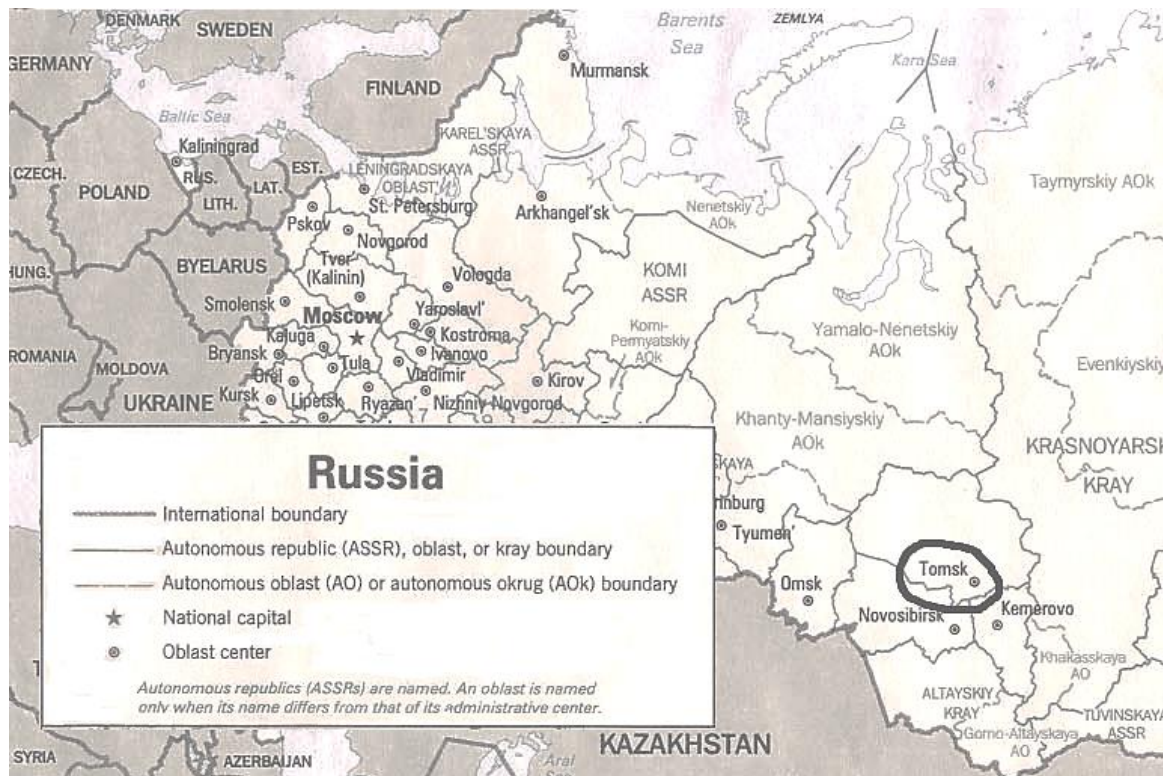 DENMARK
SWEDEN
Barents
Sea
ZEMLYA
GERMANY
FINLAND
Murmansk
Kara Sea
Baltic Sea
Kaliningrad
KAREL'SKAYA
ASSR
CZECH.
POLAND
RUS.
LAT.
EST.
LENINGRADSKAYA
OBLAST'
LITH.
St. Petersburg
Arkhangel'sk
Nenetskiy
AOk
Taymyrskiy AOk
Pskov
Novgorod
HUNG.
BYELARUS
Tver'
(Kalinin)
Vologda
KOMI
ASSR
Smolensk
Moscow
Yaroslavl'
Kostroma
Yamalo-Nenetskiy
AOk
ROMANIA
MOLDOVA
Kaluga
Bryansk
Tula
Ivanovo
Komi-
Permyatskiy
AOk
Evenkiyskiy
Orel
Vladimir
Kirov
UKRAINE
Kursk
Lipetsk
Ryazan'
Nizhniy Novgorod
Khanty-Mansiyskiy
AOk
KRASNOYARSK
KRAY
Russia
International boundary
Autonomous republic (ASSR), oblast, or kray boundary
Autonomous oblast (AO) or autonomous okrug (AOk) boundary
National capital
Oblast center
Autonomous republics (ASSRs) are named. An oblast is named
only when its name differs from that of its administrative center.
SKAYA
rinburg
Tyumen'
Omsk
Tomsk
Novosibirsk
Kemerovo
Khakasskaya
AO
ALTAYSKIY
KRAY
Gorno-Altayskaya
AO
TUVINSKAYA
ASSR
KAZAKHSTAN
SYRIA
AZERBAIJAN
Aral
Sea